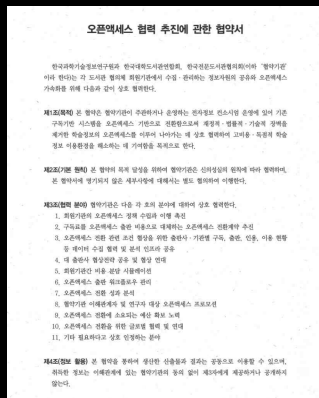 오픈액세스 협력 추진에 관한 협약서
한국과학기술정보연구원과 한국대학도서관연합회, 한국전문도서관협의회(이하 "협약기관"
이라 한다)는 각 도서관 협의체 회원기관에서 수집·관리하는 정보자원의 공유와 오픈액세스
가속화를 위해 다음과 같이 상호 협력한다.
제1조(목적) 본 협약은 협약기관이 주관하거나 운영하는 전자정보 컨소시엄 운영에 있어 기존
구독기반 시스템을 오픈액세스 기반으로 전환함으로써 재정적·법률적·기술적 장벽을
제거한 학술정보의 오픈액세스를 이루어 나아가는 데 상호 협력하여 고비용·독점적 학술
정보 이용환경을 해소하는 데 기여함을 목적으로 한다.
제2조(기본 원칙) 본 협약의 목적 달성을 위하여 협약기관은 신의성실의 원칙에 따라 협력하며,
본 협약서에 명기되지 않은 세부사항에 대해서는 별도 협의하여 이행한다.
제3조(협력 분야) 협약기관은 다음 각 호의 분야에 대하여 상호 협력한다.
1. 회원기관의 오픈액세스 정책 수립과 이행 촉진
2. 구독료를 오픈액세스 출판 비용으로 대체하는 오픈액세스 전환계약 추진
3. 오픈액세스 전환 관련 조건 협상을 위한 출판사·기관별 구독, 출판, 인용, 이용 현황
등 데이터 수집 협력 및 분석 인프라 공유
4. 대 출판사 협상전략 공유 및 협상 연대
5. 회원기관간 비용 분담 시뮬레이션
6. 오픈액세스 출판 워크플로우 관리
7. 오픈액세스 전환 성과 분석
8. 협약기관 이해관계자 및 연구자 대상 오픈액세스 프로모션
9. 오픈액세스 전환에 소요되는 예산 확보 노력
10. 오픈액세스 전환을 위한 글로벌 협력 및 연대
11. 기타 필요하다고 상호 인정하는 분야
제4조(정보 활용) 본 협약을 통하여 생산한 산출물과 결과는 공동으로 이용할 수 있으며,
취득한 정보는 이해관계에 있는 협약기관의 동의 없이 제3자에게 제공하거나 공개하지
않는다.